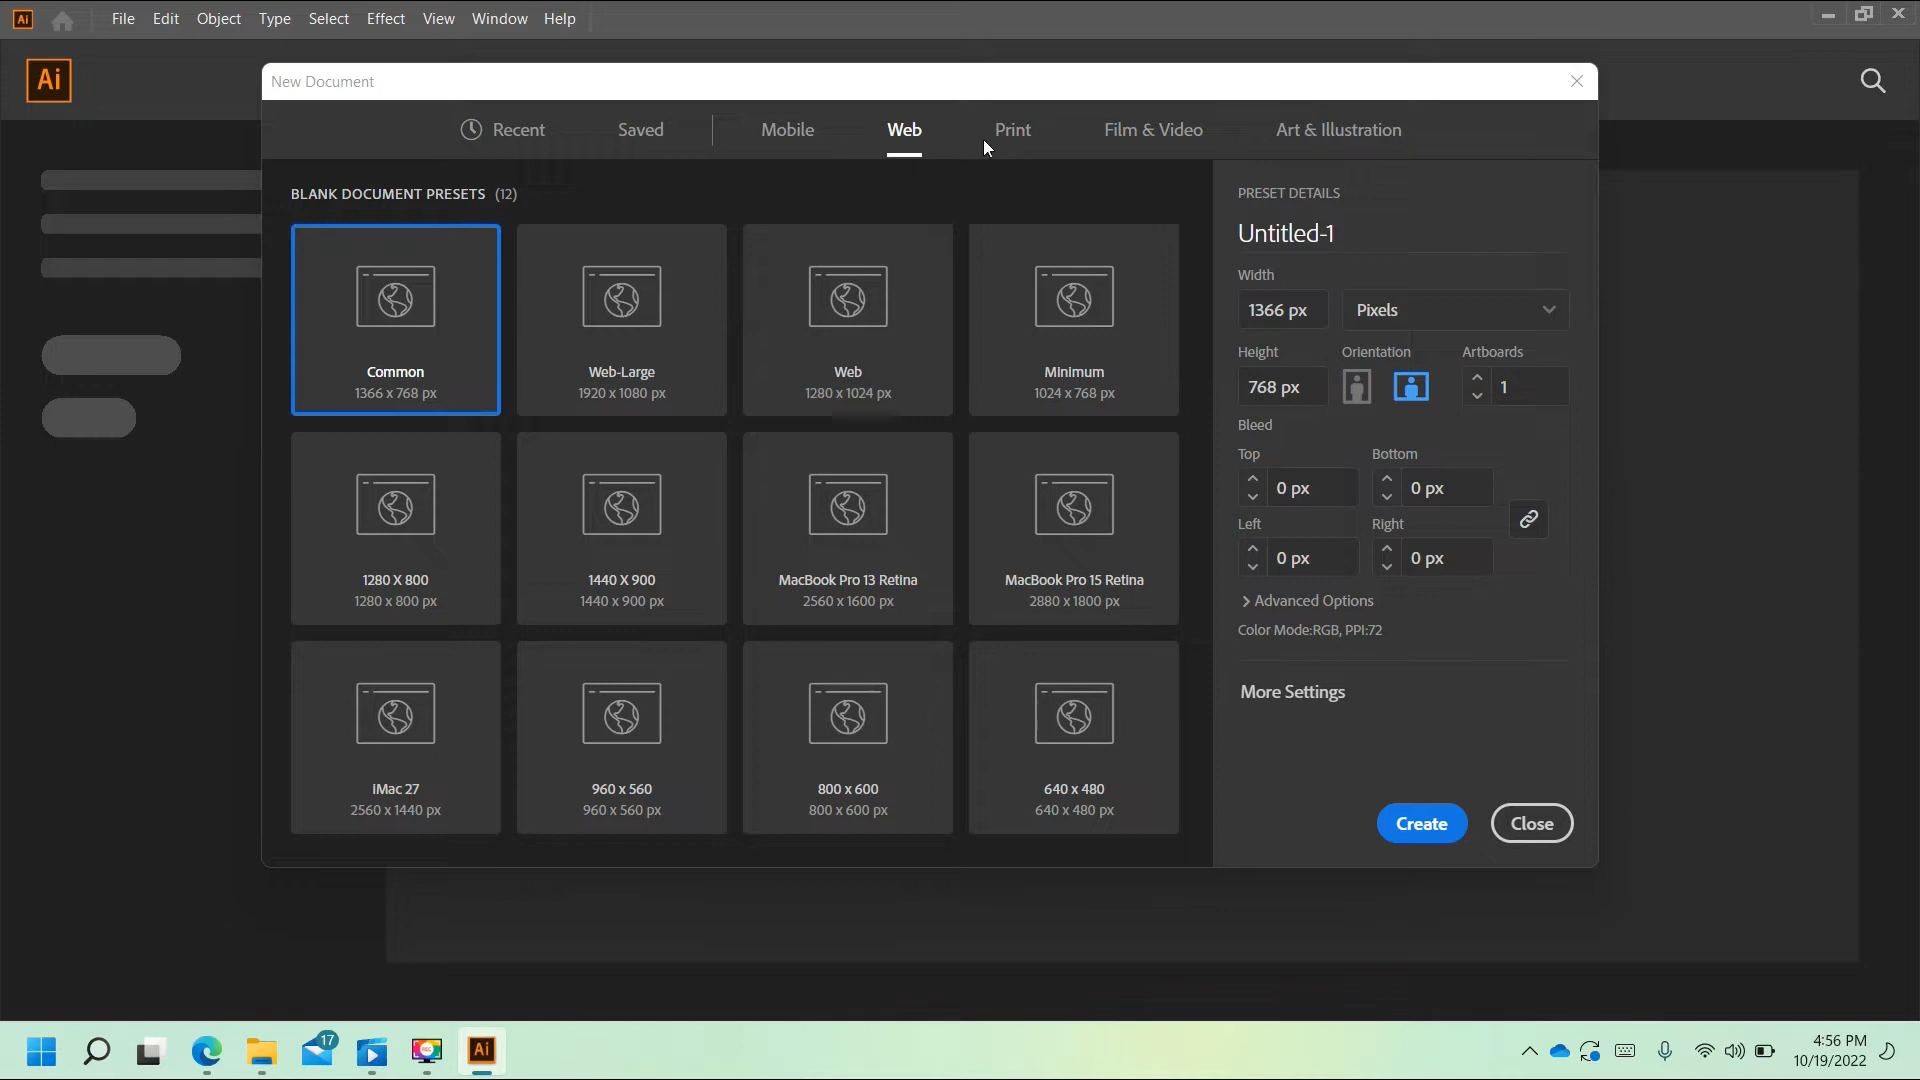 Ai File Edit Object Type Select Effect View Window Help
Ai
New Document
Recent Saved Mobile Web Print Film & Video Art & Illustration
BLANK DOCUMENT PRESETS (12)
Common
1366 x 768 px
Web-Large
1920 x 1080 px
Web
1280 x 1024 px
Minimum
1024 x 768 px
1280 X 800
1280 x 800 px
1440 X 900
1440 x 900 px
MacBook Pro 13 Retina
2560 x 1600 px
MacBook Pro 15 Retina
2880 x 1800 px
iMac 27
2560 x 1440 px
960 x 560
960 x 560 px
800 x 600
800 x 600 px
640 x 480
640 x 480 px
PRESET DETAILS
Untitled-1
Width
1366 px Pixels
Height Orientation Artboards
768 px 1
Bleed
Top Bottom
0 px 0 px
Left Right
0 px 0 px
Advanced Options
Color Mode:RGB, PPI:72
More Settings
Create Close
17
Ai
4:56 PM
10/19/2022